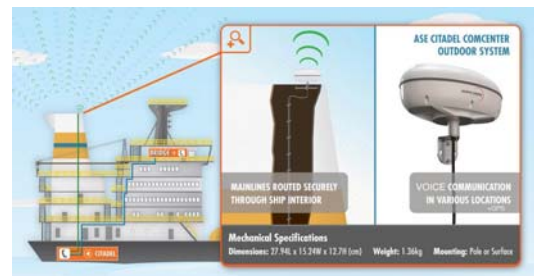 ASE CITADEL COMCENTER
OUTDOOR SYSTEM
BRIDGE +
+ CITADEL
MAINLINES ROUTED SECURELY
THROUGH SHIP INTERIOR
VOICE COMMUNICATION
IN VARIOUS LOCATIONS
+GPS
Mechanical Specifications
Dimensions: 27.94L x 15.24W x 12.7H (cm) Weight: 1.36kg Mounting: Pole or Surface